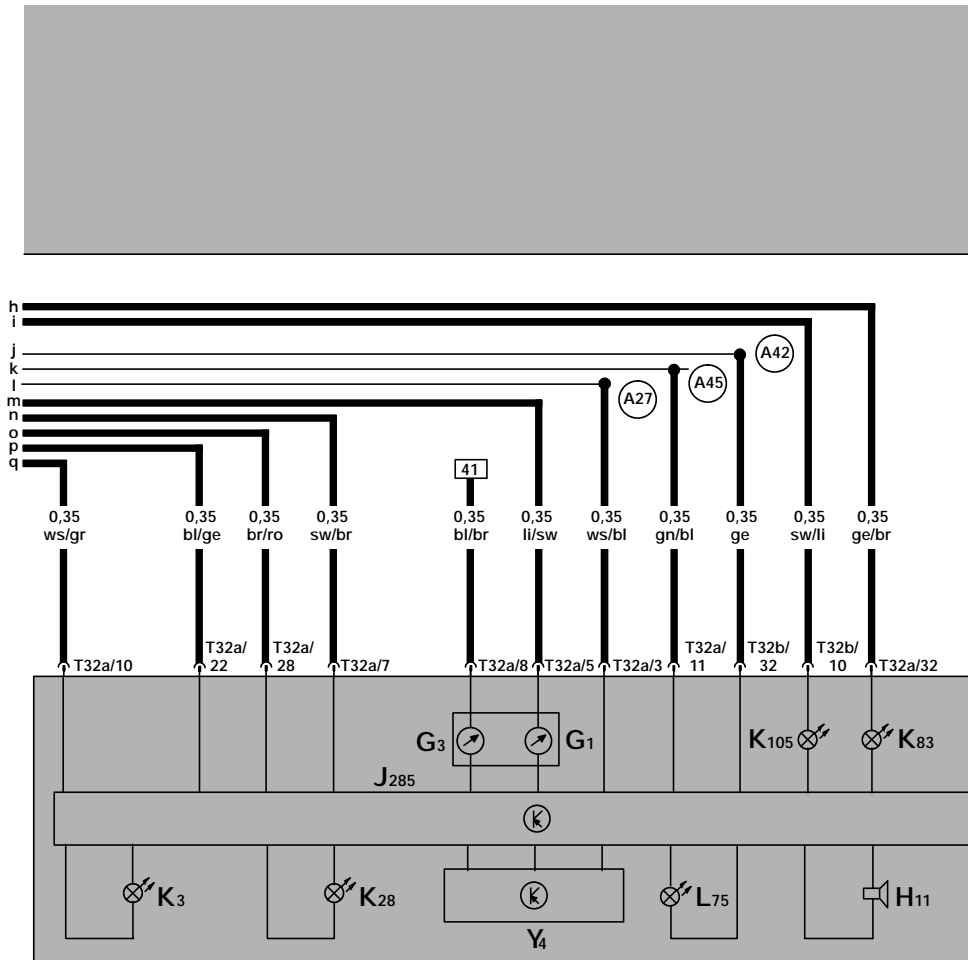 h
i
j
k
l
m
n
o
p
q
A42
A45
A27
41
0,35 0,35 0,35 0,35 0,35 0,35 0,35 0,35 0,35 0,35 0,35
ws/gr bl/ge br/ro sw/br bl/br li/sw ws/bl gn/bl ge sw/li ge/br
T32a/10 T32a/22 T32a/28 T32a/7 T32a/8 T32a/5 T32a/3 T32a/11 T32b/32 T32b/10 T32a/32
G3 G1 K105 K83
J285
K3 K28 L75 H11
Y4